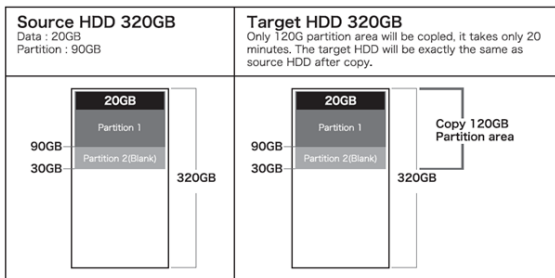 Source HDD 320GB
Data : 20GB
Partition : 90GB
20GB
Partition 1
90GB
Partition 2(Blank)
30GB
320GB
Target HDD 320GB
Only 120G partition area will be copled, it takes only 20
minutes. The target HDD will be exactly the same as
source HDD after copy.
20GB
Partition 1
90GB
Partition 2(Blank)
30GB
320GB
Copy 120GB
Partition area